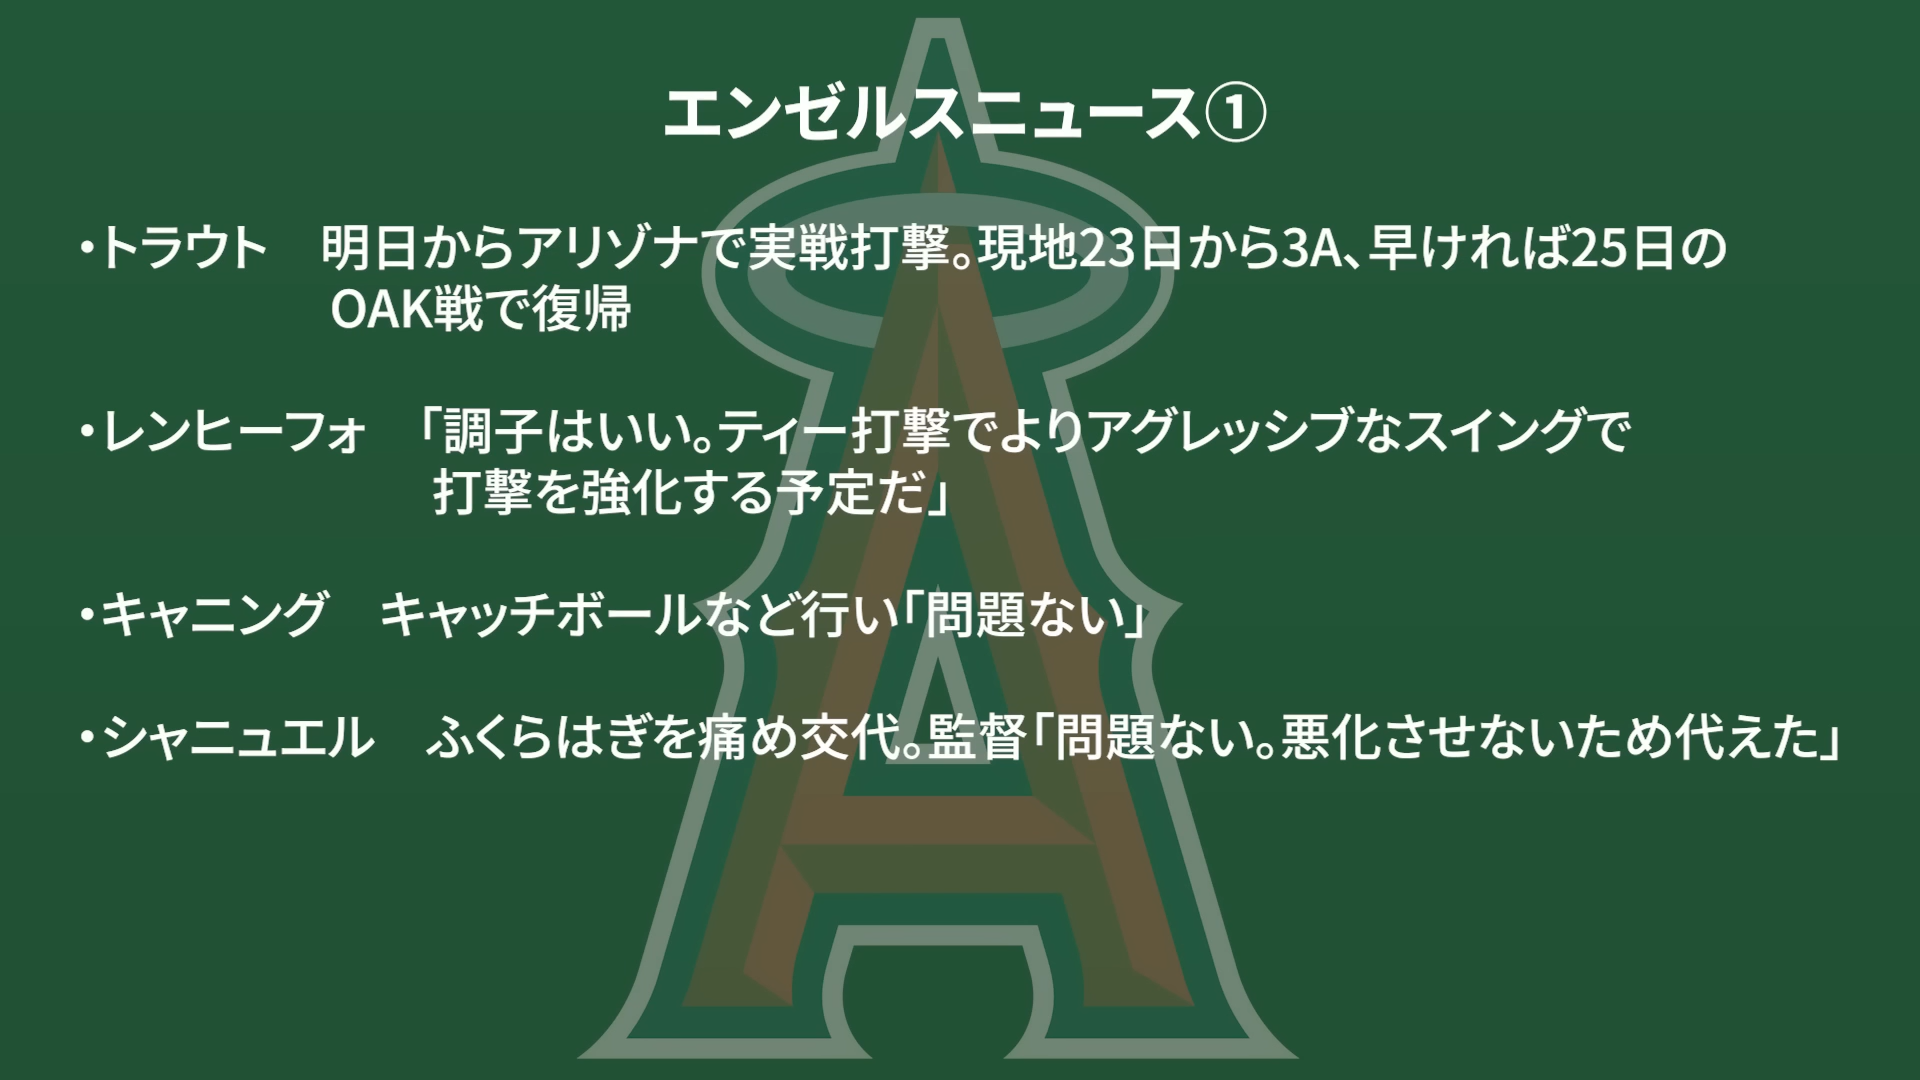 エンゼルスニュース①
・トラウト　明日からアリゾナで実戦打撃。現地23日から3A、早ければ25日の
OAK戦で復帰
・レンヒーフォ　「調子はいい。ティー打撃でよりアグレッシブなスイングで
打撃を強化する予定だ」
・キャニング　キャッチボールなど行い「問題ない」
・シャニュエル　ふくらはぎを痛め交代。監督「問題ない。悪化させないため代えた」